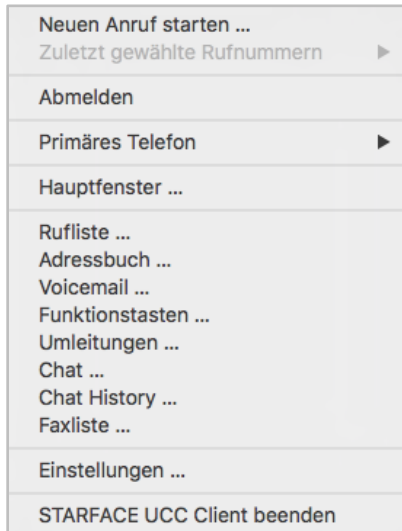 Neuen Anruf starten ...
Zuletzt gewählte Rufnummern
Abmelden
Primäres Telefon
Hauptfenster ...
Rufliste ...
Adressbuch ...
Voicemail ...
Funktionstasten ...
Umleitungen ...
Chat ...
Chat History ...
Faxliste ...
Einstellungen ...
STARFACE UCC Client beenden